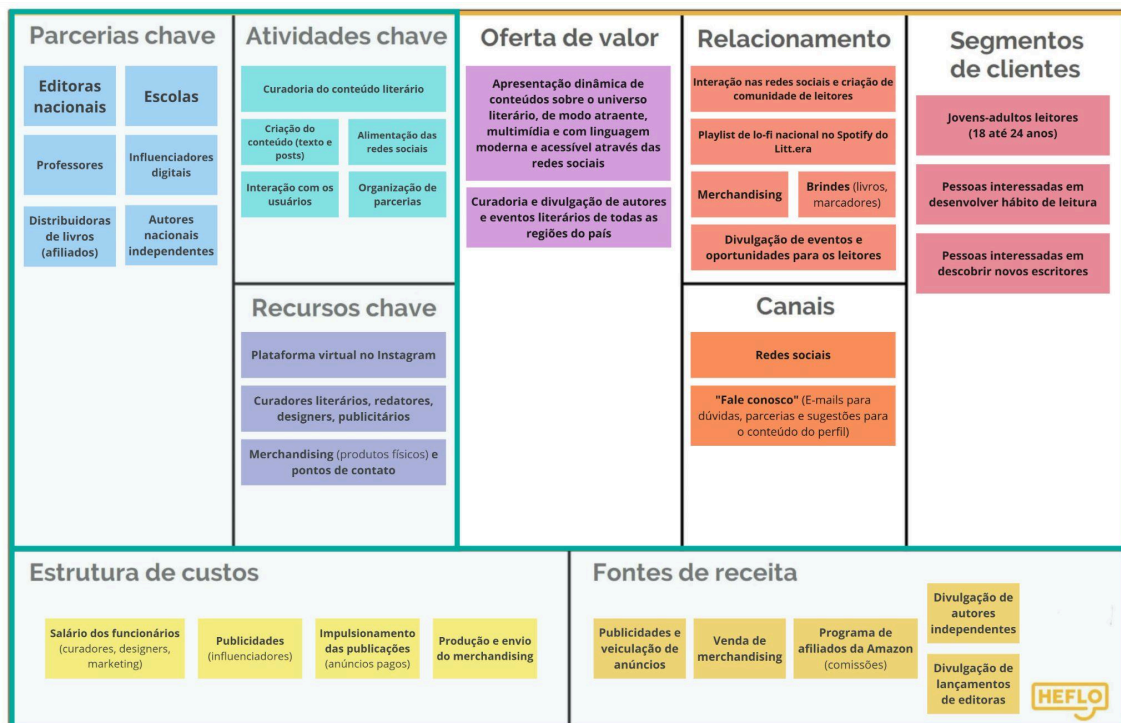 Parcerias chave
Editoras
nacionais
Escolas
Professores
Influenciadores
digitais
Distribuidoras
de livros
(afiliados)
Autores
nacionais
independentes
Atividades chave
Curadoria do conteúdo literário
Criação do
conteúdo (texto e
posts)
Alimentação das
redes sociais
Interação com os
usuários
Organização de
parcerias
Recursos chave
Plataforma virtual no Instagram
Curadores literários, redatores,
designers, publicitários
Merchandising (produtos físicos) e
pontos de contato
Oferta de valor
Apresentação dinâmica de
conteúdos sobre o universo
literário, de modo atraente,
multimídia e com linguagem
moderna e acessível através das
redes sociais
Curadoria e divulgação de autores
e eventos literários de todas as
regiões do país
Relacionamento
Interação nas redes sociais e criação de
comunidade de leitores
Playlist de lo-fi nacional no Spotify do
Litt.era
Merchandising
Brindes (livros,
marcadores)
Divulgação de eventos e
oportunidades para os leitores
Canais
Redes sociais
"Fale conosco" (E-mails para
dúvidas, parcerias e sugestões para
o conteúdo do perfil)
Segmentos
de clientes
Jovens-adultos leitores
(18 até 24 anos)
Pessoas interessadas em
desenvolver hábito de leitura
Pessoas interessadas em
descobrir novos escritores
Estrutura de custos
Salário dos funcionários
(curadores, designers,
marketing)
Publicidades
(influenciadores)
Impulsionamento
das publicações
(anúncios pagos)
Produção e envio
do merchandising
Fontes de receita
Publicidades e
veiculação de
anúncios
Venda de
merchandising
Programa de
afiliados da Amazon
(comissões)
Divulgação de
autores
independentes
Divulgação de
lançamentos
de editoras
HEFLO